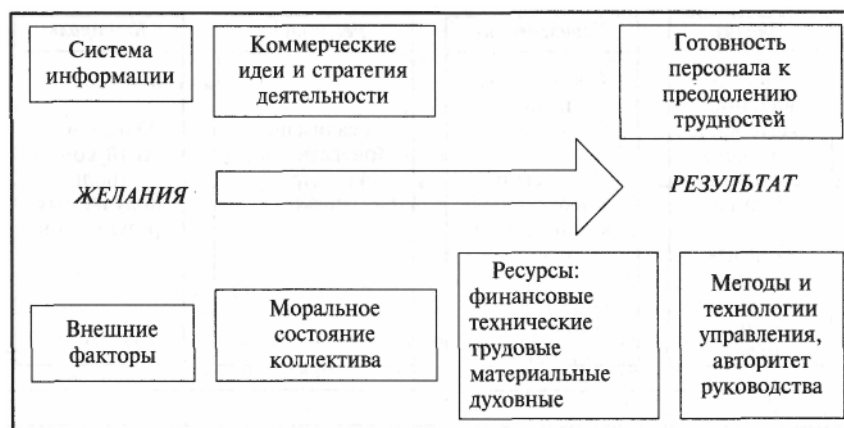 Система
информации
Коммерческие
идеи и стратегия
деятельности
Готовность
персонала к
преодолению
трудностей
ЖЕЛАНИЯ
РЕЗУЛЬТАТ
Внешние
факторы
Моральное
состояние
коллектива
Ресурсы:
финансовые
технические
трудовые
материальные
духовные
Методы и
технологии
управления,
авторитет
руководства